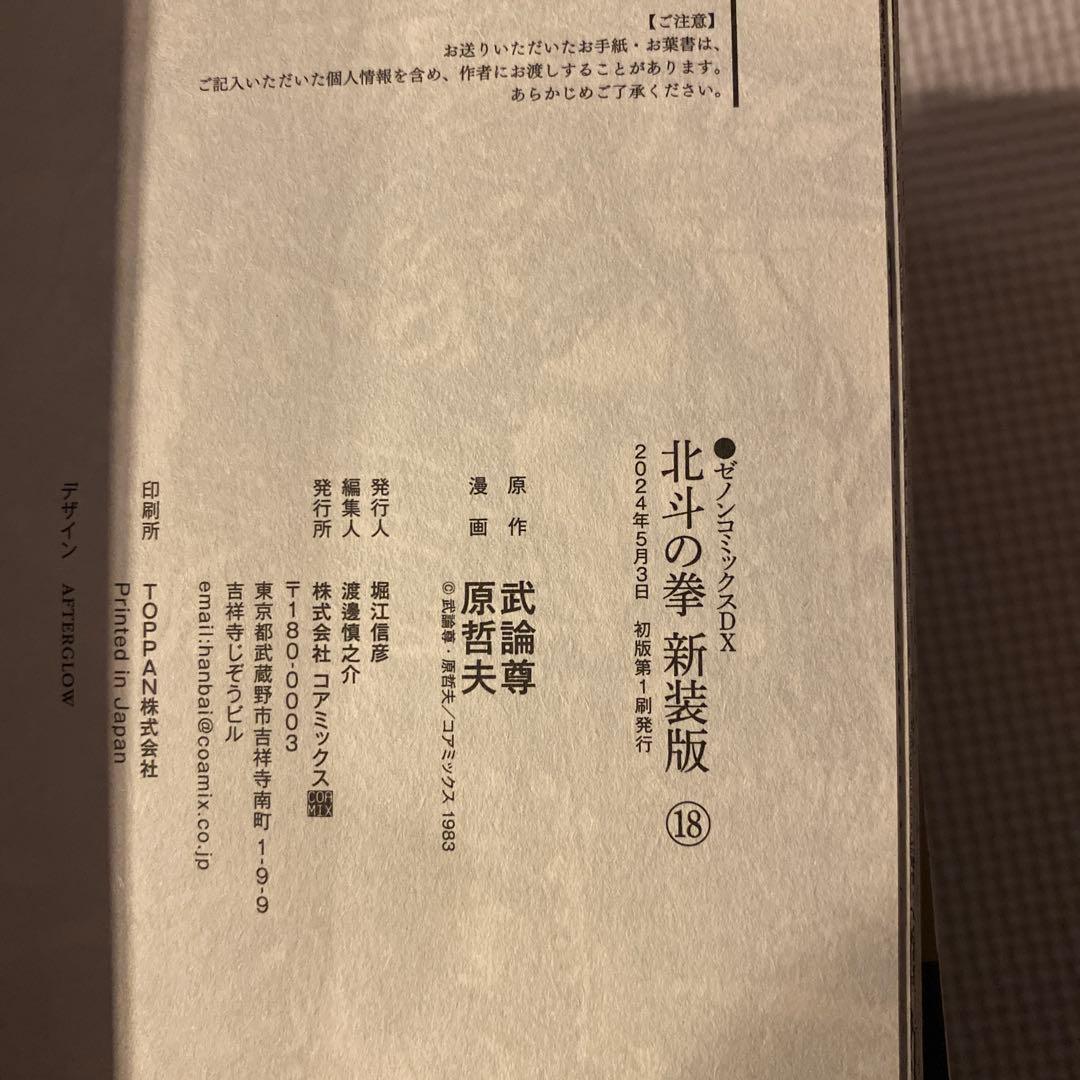 【ご注意】
お送りいただいたお手紙・お葉書は、
ご記入いただいた個人情報を含め、作者にお渡しすることがあります。
あらかじめご了承ください。
●ゼノンコミックスDX
北斗の拳 新装版 ⑱
2024年5月3日 初版第1刷発行
原作 武論尊
漫画 原哲夫
©武論尊・原哲夫/コアミックス 1983
発行人 堀江信彦
編集人 渡邊慎之介
発行所 株式会社 コアミックス COAMIX
〒180-0003
東京都武蔵野市吉祥寺南町 1-9-9
吉祥寺じぞうビル
email:hanbai@coamix.co.jp
印刷所 TOPPAN株式会社
Printed in Japan
デザイン AFTERGLOW